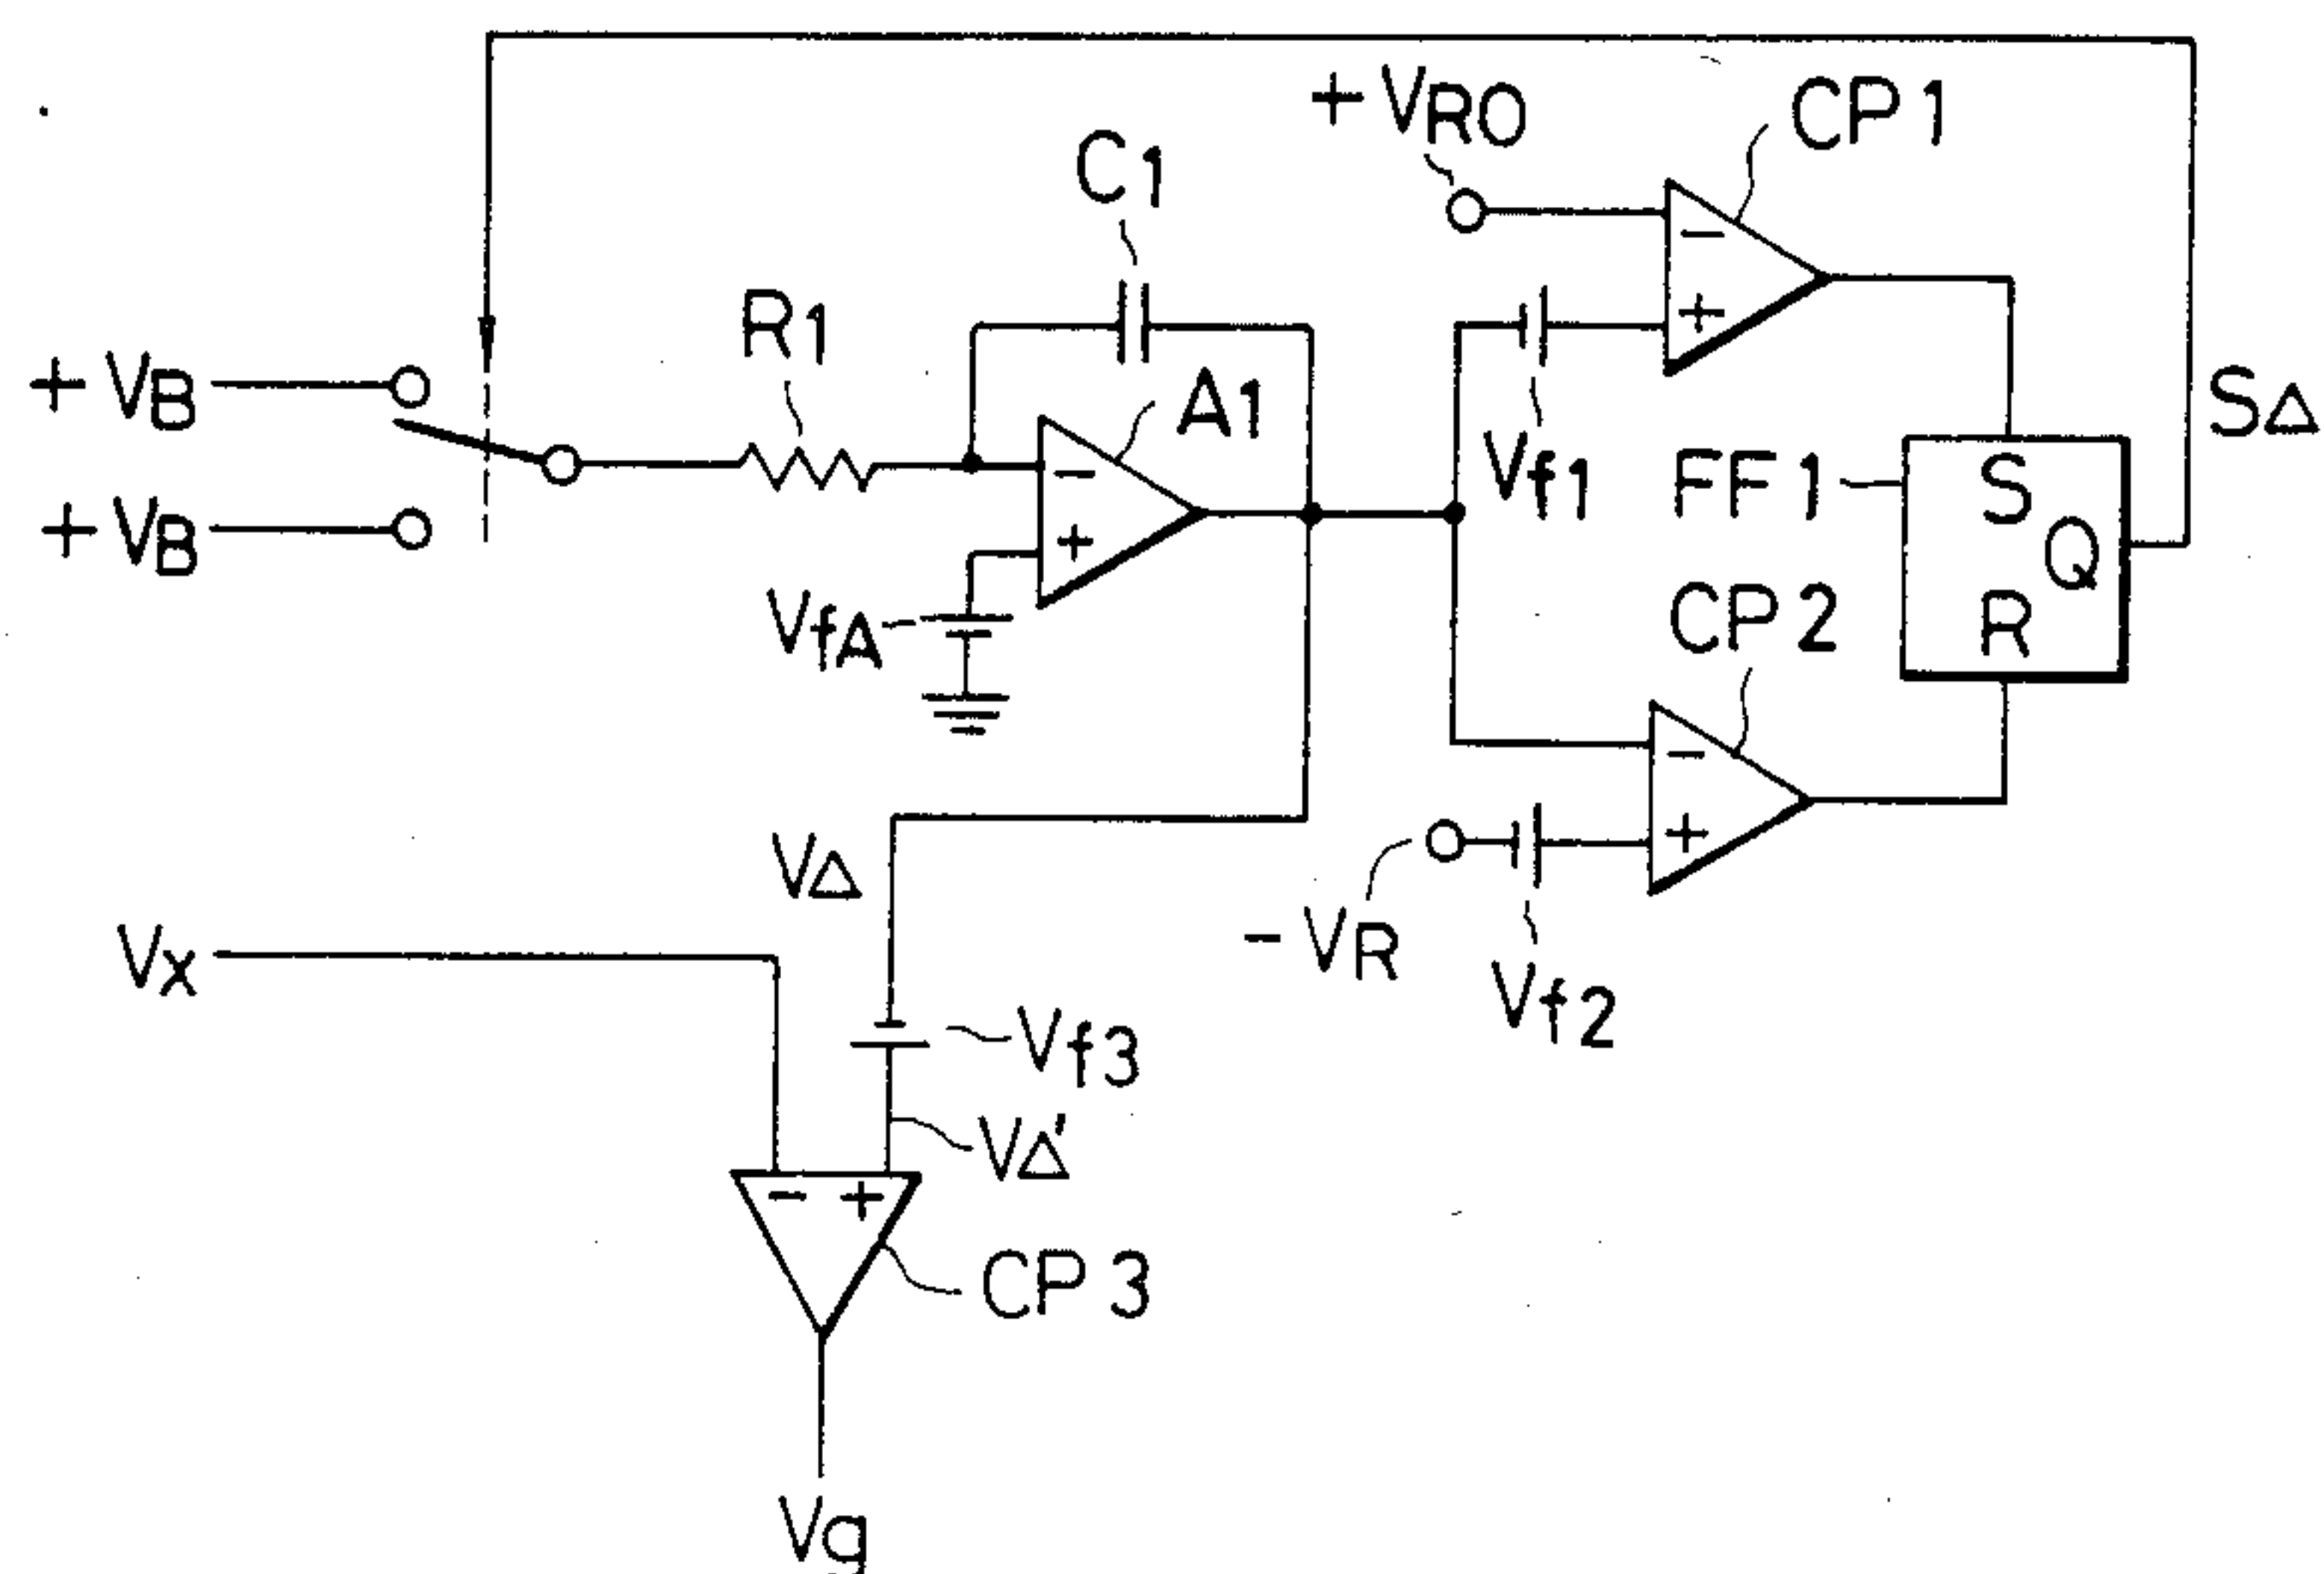 +VRO
CP1
C1
R1
A1
+VB
+VB
Vf1
FF1
S
Q
R
SΔ
VfA
CP2
VΔ
-VR
Vf2
Vx
Vf3
VΔ'
CP3
Vg
-
+
-
+
-
+
-
+